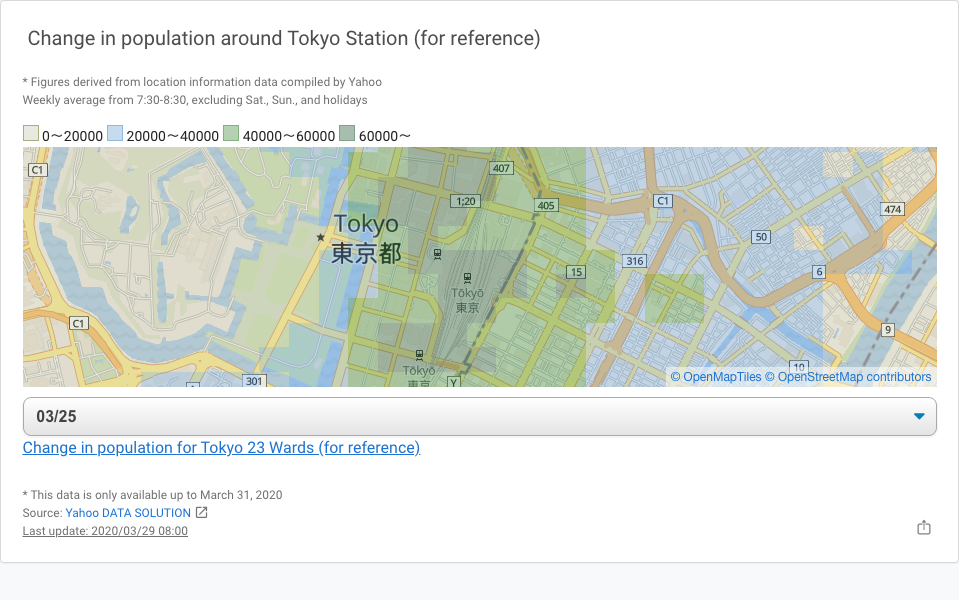 Change in population around Tokyo Station (for reference)
* Figures derived from location information data compiled by Yahoo
Weekly average from 7:30-8:30, excluding Sat., Sun., and holidays
0～20000 20000～40000 40000～60000 60000～
C1
407
1;20
405
C1
474
Tokyo
東京都
50
316
15
6
Tōkyō
東京
C1
9
Tōkyō
東京
301
Y
10
© OpenMapTiles © OpenStreetMap contributors
03/25
Change in population for Tokyo 23 Wards (for reference)
* This data is only available up to March 31, 2020
Source: Yahoo DATA SOLUTION
Last update: 2020/03/29 08:00